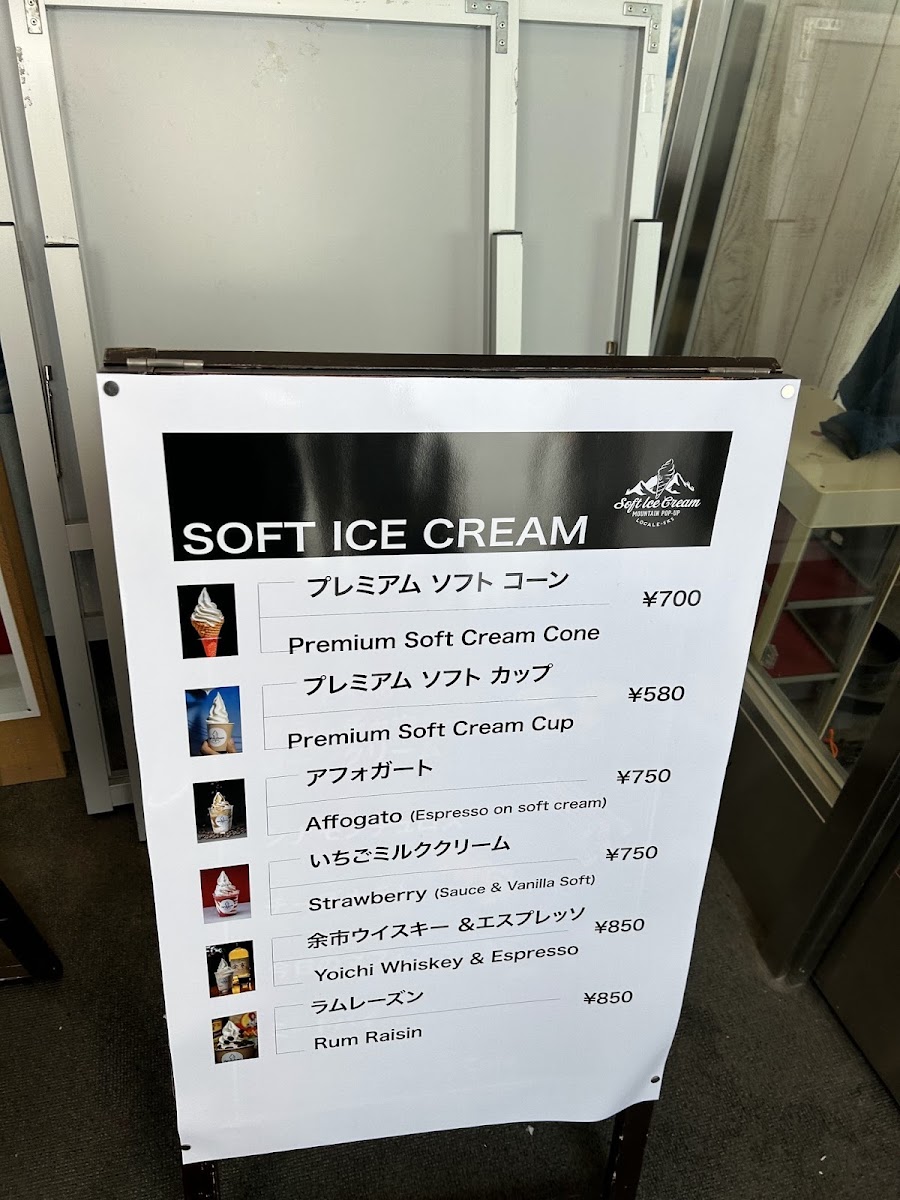 SOFT ICE CREAM
Soft Ice Cream
MOUNTAIN POP-UP
プレミアム ソフト コーン
¥700
Premium Soft Cream Cone
プレミアム ソフト カップ
¥580
Premium Soft Cream Cup
アフォガート
¥750
Affogato (Espresso on soft cream)
いちごミルククリーム
¥750
Strawberry (Sauce & Vanilla Soft)
余市ウイスキー &エスプレッソ
¥850
Yoichi Whiskey & Espresso
ラムレーズン
¥850
Rum Raisin